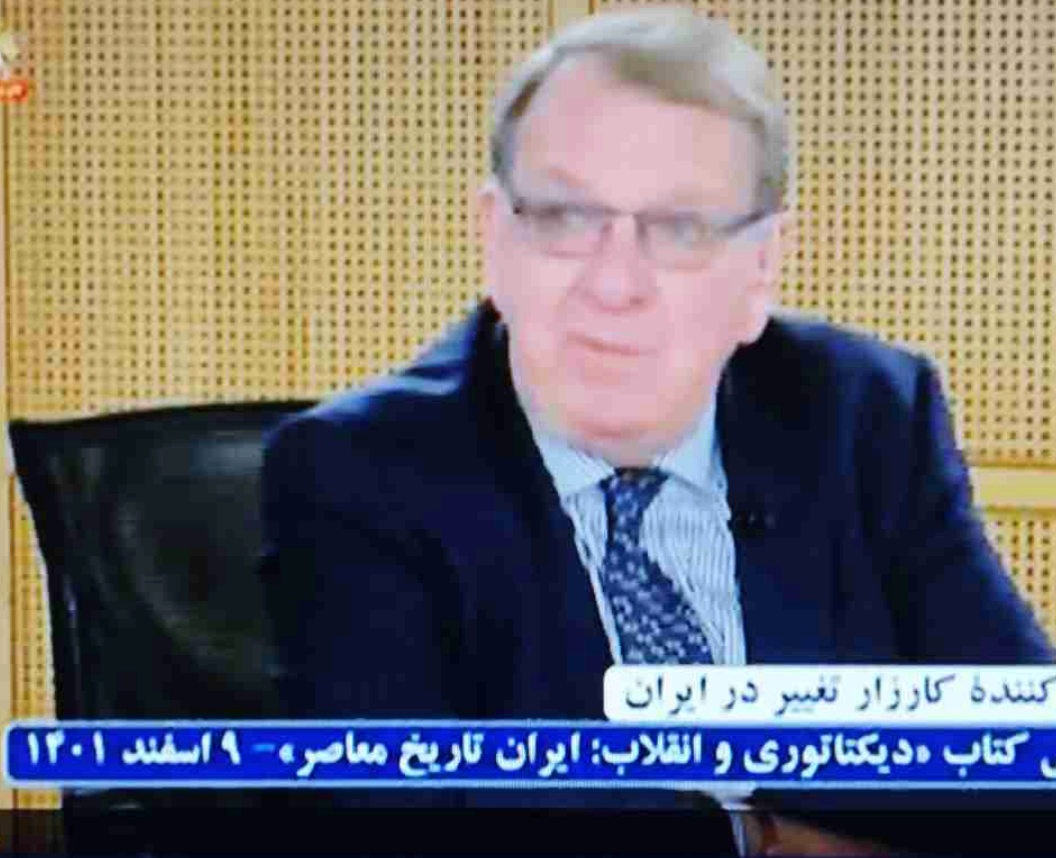 کنندهٔ کارزار تغییر در ایران
کتاب «دیکتاتوری و انقلاب: ایران تاریخ معاصر»- ۹ اسفند ۱۴۰۱